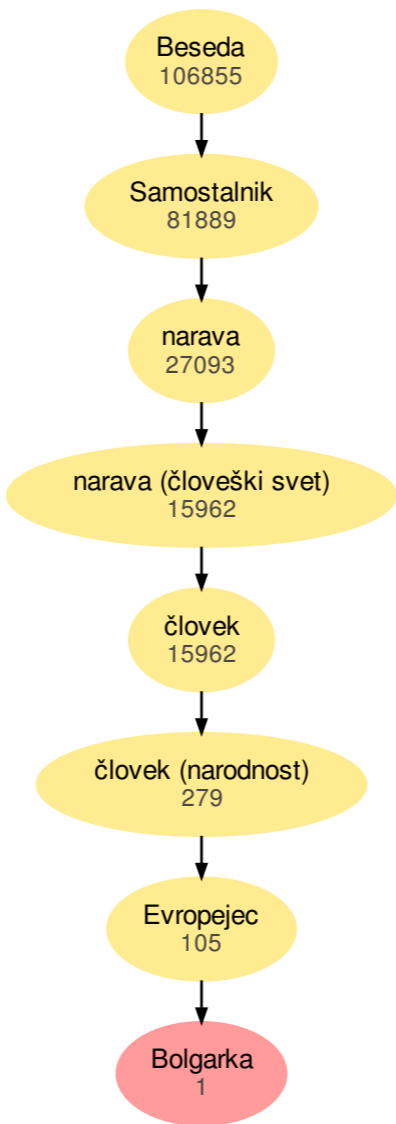 Beseda
106855
Samostalnik
81889
narava
27093
narava (človeški svet)
15962
človek
15962
človek (narodnost)
279
Evropejec
105
Bolgarka
1